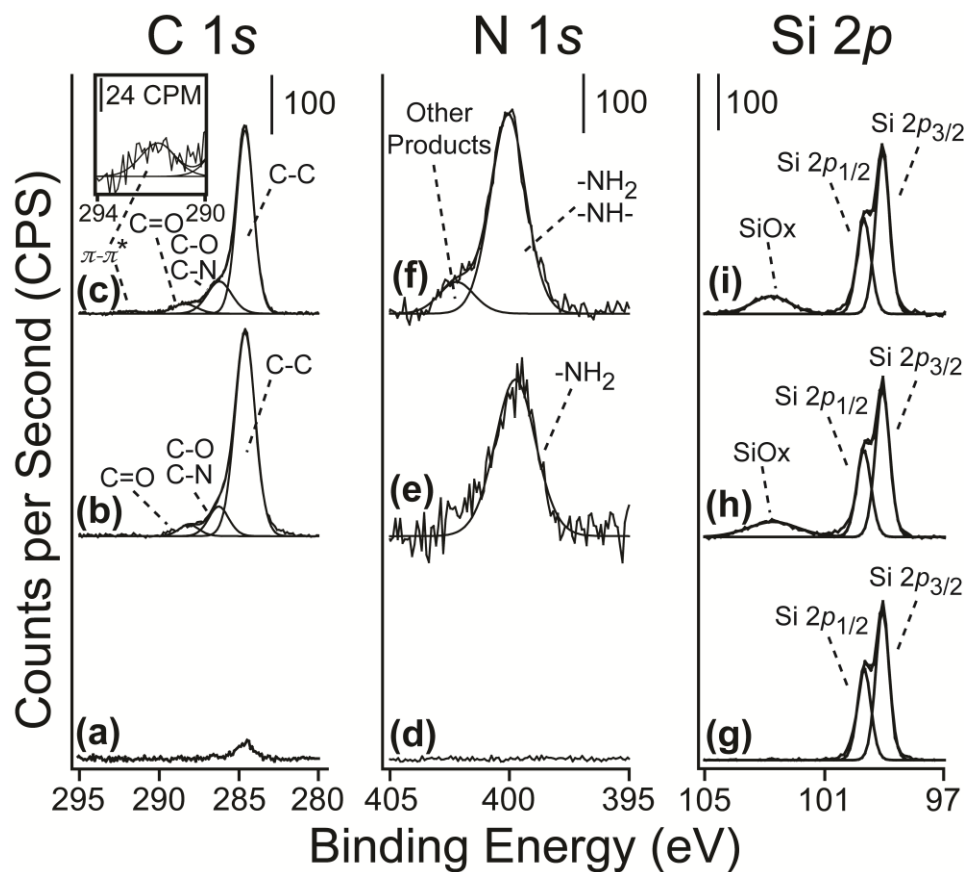 C 1s
N 1s
Si 2p
Counts per Second (CPS)
24 CPM
294
290
100
C-C
C=O
C-O
C-N
π-π*
(c)
C-C
C-O
C-N
C=O
(b)
(a)
295
290
285
280
100
Other
Products
-NH2
-NH-
(f)
-NH2
(e)
(d)
405
400
395
100
Si 2p3/2
Si 2p1/2
SiOx
(i)
Si 2p3/2
Si 2p1/2
SiOx
(h)
Si 2p3/2
Si 2p1/2
(g)
105
101
97
Binding Energy (eV)